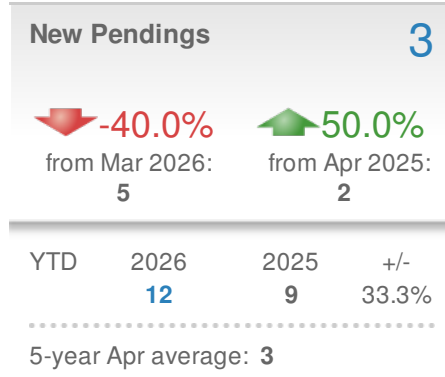 New Pendings 3
-40.0% 50.0%
from Mar 2026: from Apr 2025:
5 2
YTD 2026 2025 +/-
12 9 33.3%
5-year Apr average: 3